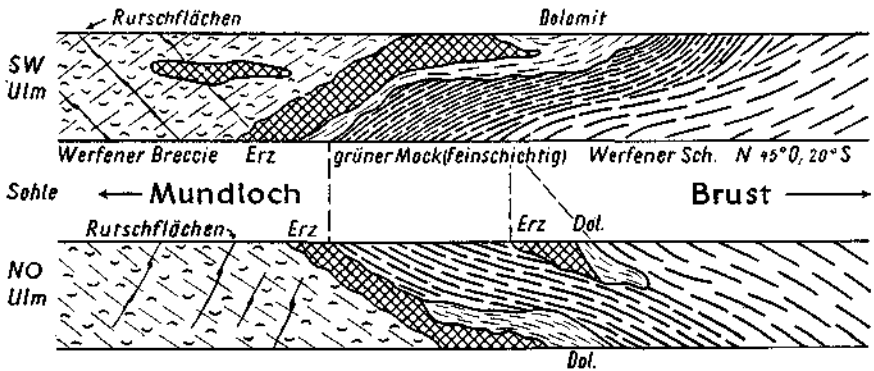 Rutschflächen Dolomit
SW
Ulm
Werfener Breccie Erz grüner Mock (feinschichtig) Werfener Sch. N 45°O, 20°S
Sohle ← Mundloch Brust →
Rutschflächen Erz Erz Dol.
NO
Ulm
Dol.